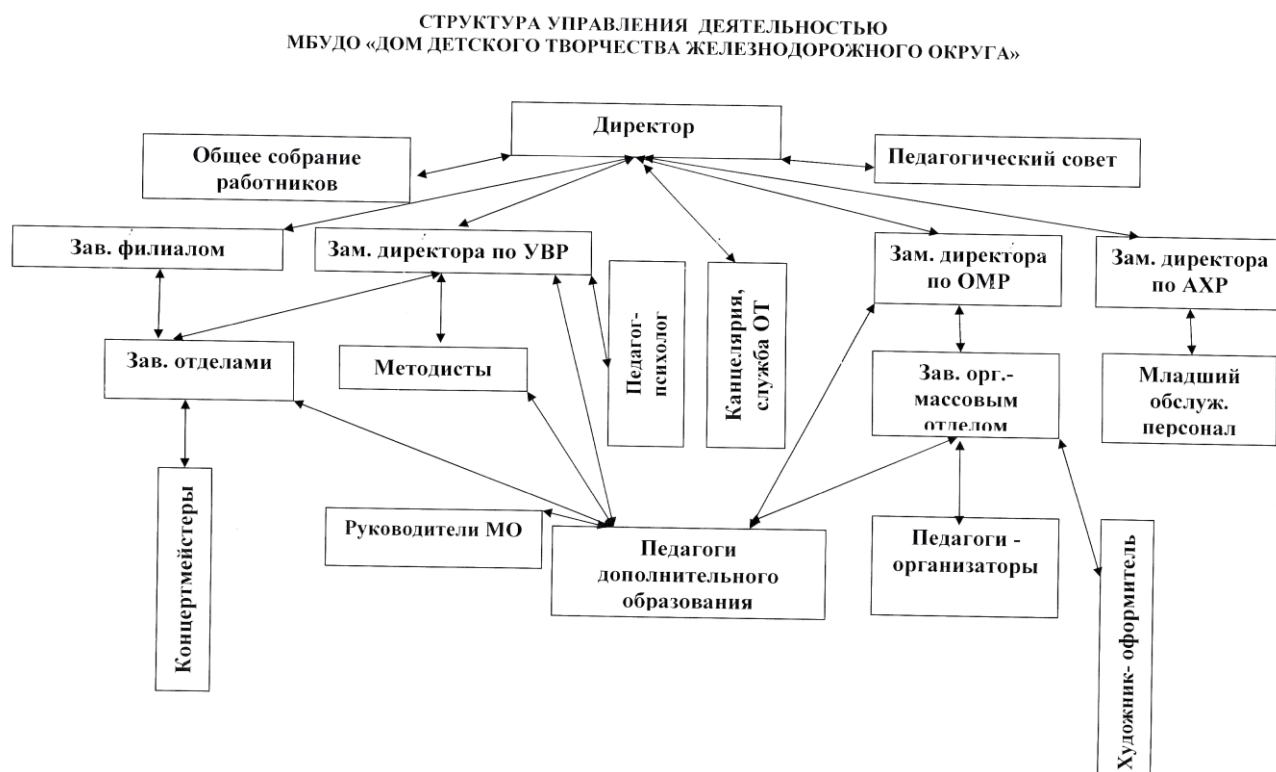 СТРУКТУРА УПРАВЛЕНИЯ ДЕЯТЕЛЬНОСТЬЮ
МБУДО «ДОМ ДЕТСКОГО ТВОРЧЕСТВА ЖЕЛЕЗНОДОРОЖНОГО ОКРУГА»
Директор
Общее собрание
работников
Педагогический совет
Зав. филиалом
Зам. директора по УВР
Зам. директора
по ОМР
Зам. директора
по АХР
Педагог-
психолог
Канцелярия,
служба ОТ
Зав. отделами
Методисты
Зав. орг.-
массовым
отделом
Младший
обслуж.
персонал
Концертмейстеры
Руководители МО
Педагоги
дополнительного
образования
Педагоги -
организаторы
Художник- оформитель